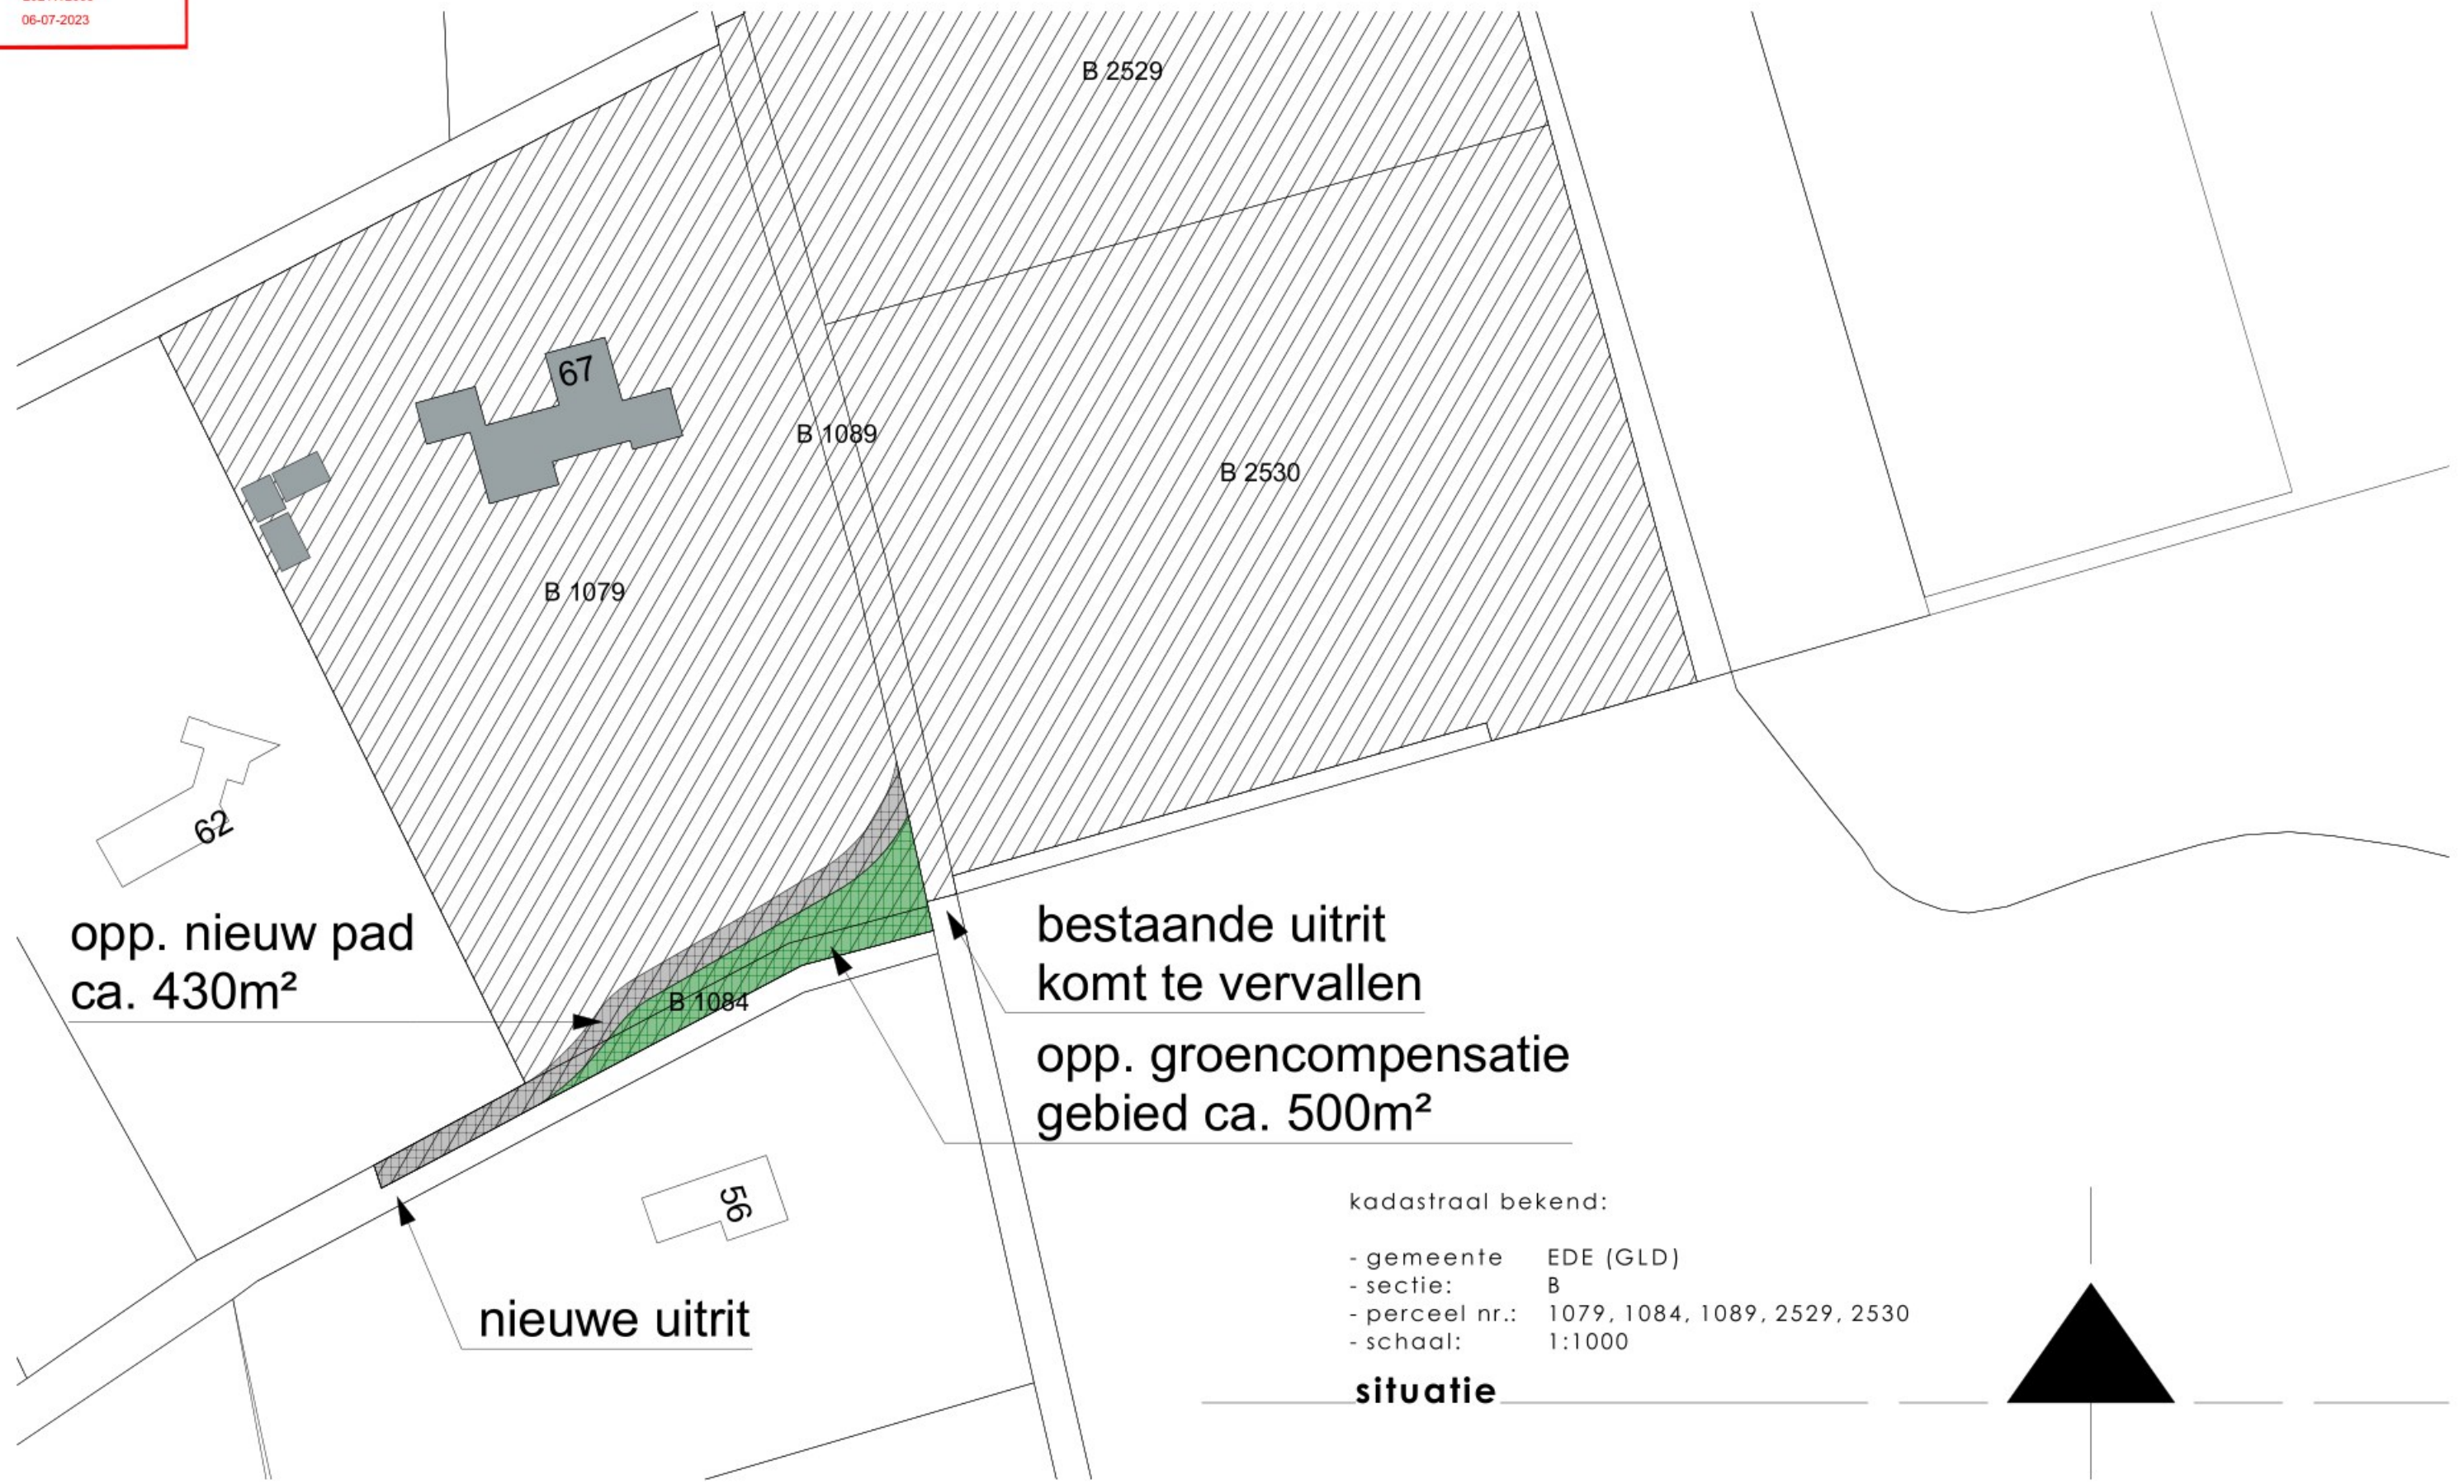 06-07-2023
B 2529
67
B 1089
B 2530
B 1079
62
opp. nieuw pad
ca. 430m²
B 1084
bestaande uitrit
komt te vervallen
opp. groencompensatie
gebied ca. 500m²
56
nieuwe uitrit
kadastraal bekend:
- gemeente EDE (GLD)
- sectie: B
- perceel nr.: 1079, 1084, 1089, 2529, 2530
- schaal: 1:1000
situatie